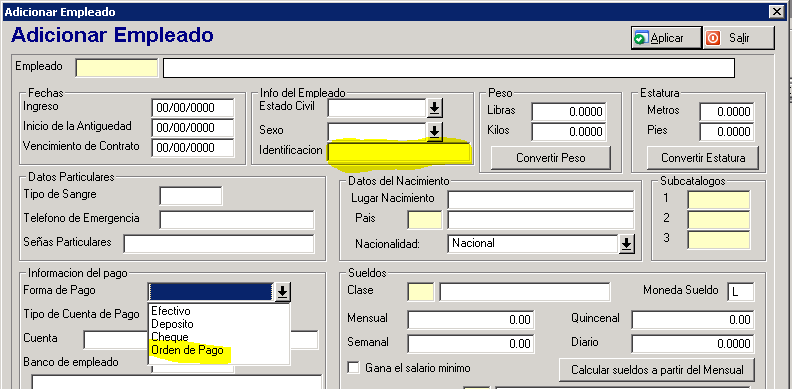 Adicionar Empleado
Adicionar Empleado
Aplicar
Salir
Empleado
Fechas
Ingreso 00/00/0000
Inicio de la Antiguedad 00/00/0000
Vencimiento de Contrato 00/00/0000
Info del Empleado
Estado Civil
Sexo
Identificacion
Peso
Libras 0.0000
Kilos 0.0000
Convertir Peso
Estatura
Metros 0.0000
Pies 0.0000
Convertir Estatura
Datos Particulares
Tipo de Sangre
Telefono de Emergencia
Señas Particulares
Datos del Nacimiento
Lugar Nacimiento
Pais
Nacionalidad: Nacional
Subcatalogos
1
2
3
Informacion del pago
Forma de Pago
Efectivo
Deposito
Cheque
Orden de Pago
Tipo de Cuenta de Pago
Cuenta
Banco de empleado
Sueldos
Clase
Moneda Sueldo L
Mensual 0.00
Quincenal 0.00
Semanal 0.00
Diario 0.0000
Gana el salario minimo
Calcular sueldos a partir del Mensual